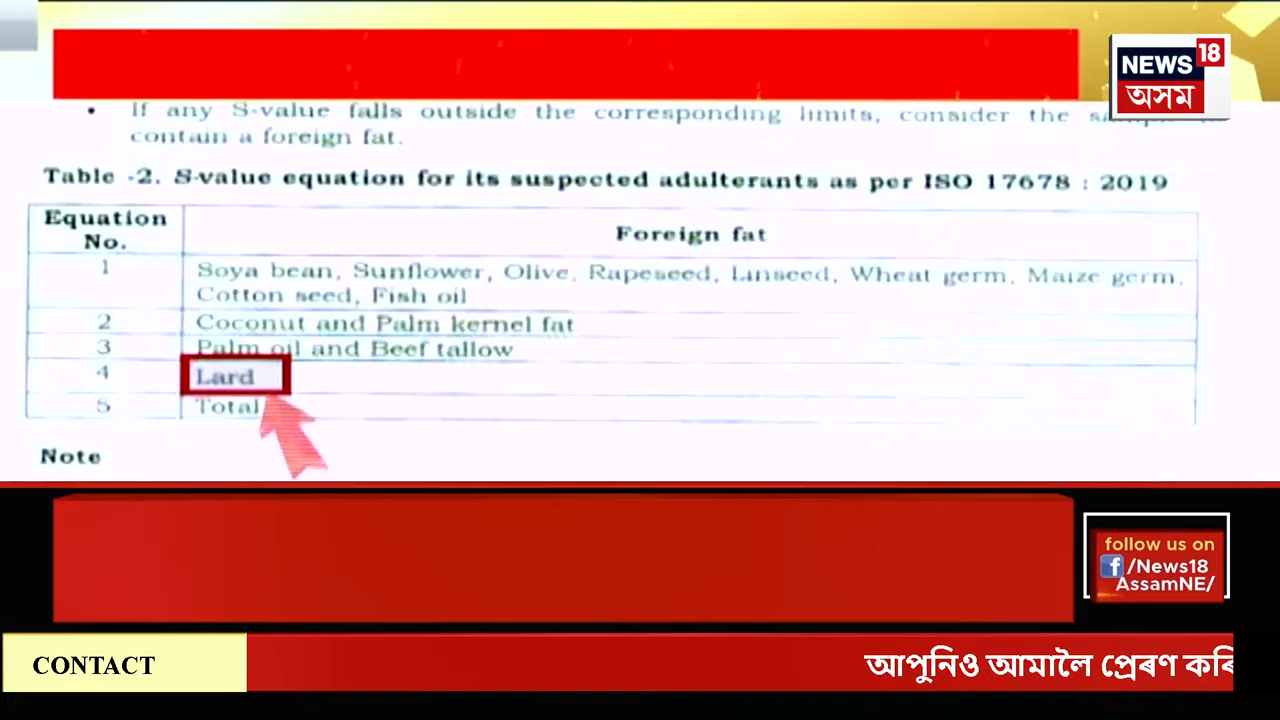 NEWS 18
অসম
• If any S-value falls outside the corresponding limits, consider the
contain a foreign fat.
Table -2. S-value equation for its suspected adulterants as per ISO 17678 : 2019
Equation No. Foreign fat
1 Soya bean, Sunflower, Olive, Rapeseed, Linseed, Wheat germ, Maize germ,
Cotton seed, Fish oil
2 Coconut and Palm kernel fat
3 Palm oil and Beef tallow
4 Lard
5 Total
Note
follow us on
f/News18
AssamNE/
CONTACT
আপুনিও আমালৈ প্ৰেৰণ কৰি